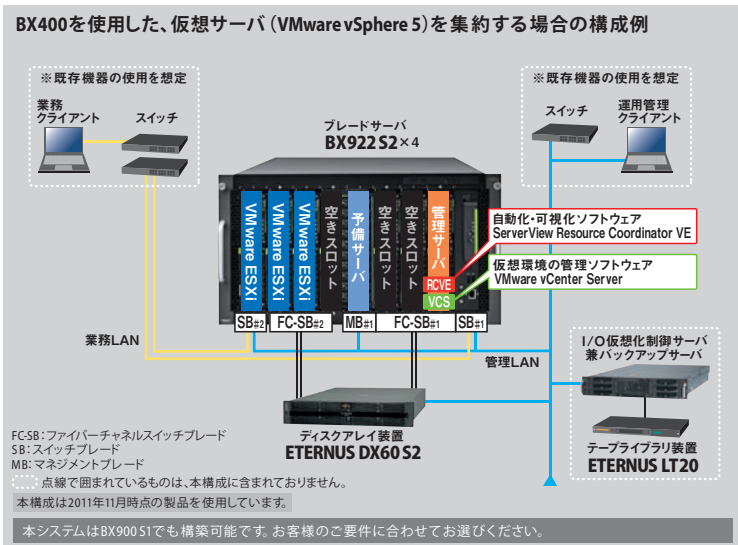 BX400を使用した、仮想サーバ（VMware vSphere 5）を集約する場合の構成例
※既存機器の使用を想定
業務
クライアント
スイッチ
※既存機器の使用を想定
スイッチ
運用管理
クライアント
ブレードサーバ
BX922 S2×4
VMware ESXi
VMware ESXi
VMware ESXi
空きスロット
予備サーバ
空きスロット
空きスロット
管理サーバ
RCVE
VCS
自動化・可視化ソフトウェア
ServerView Resource Coordinator VE
仮想環境の管理ソフトウェア
VMware vCenter Server
SB#2
FC-SB#2
MB#1
FC-SB#1
SB#1
業務LAN
管理LAN
I/O仮想化制御サーバ
兼バックアップサーバ
テープライブラリ装置
ETERNUS LT20
ディスクアレイ装置
ETERNUS DX60 S2
FC-SB：ファイバーチャネルスイッチブレード
SB：スイッチブレード
MB：マネジメントブレード
点線で囲まれているものは、本構成に含まれておりません。
本構成は2011年11月時点の製品を使用しています。
本システムはBX900 S1でも構築可能です。お客様のご要件に合わせてお選びください。